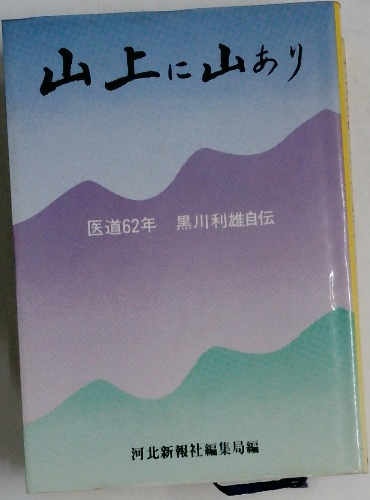 山上に山あり
医道62年 黒川利雄自伝
河北新報社編集局編